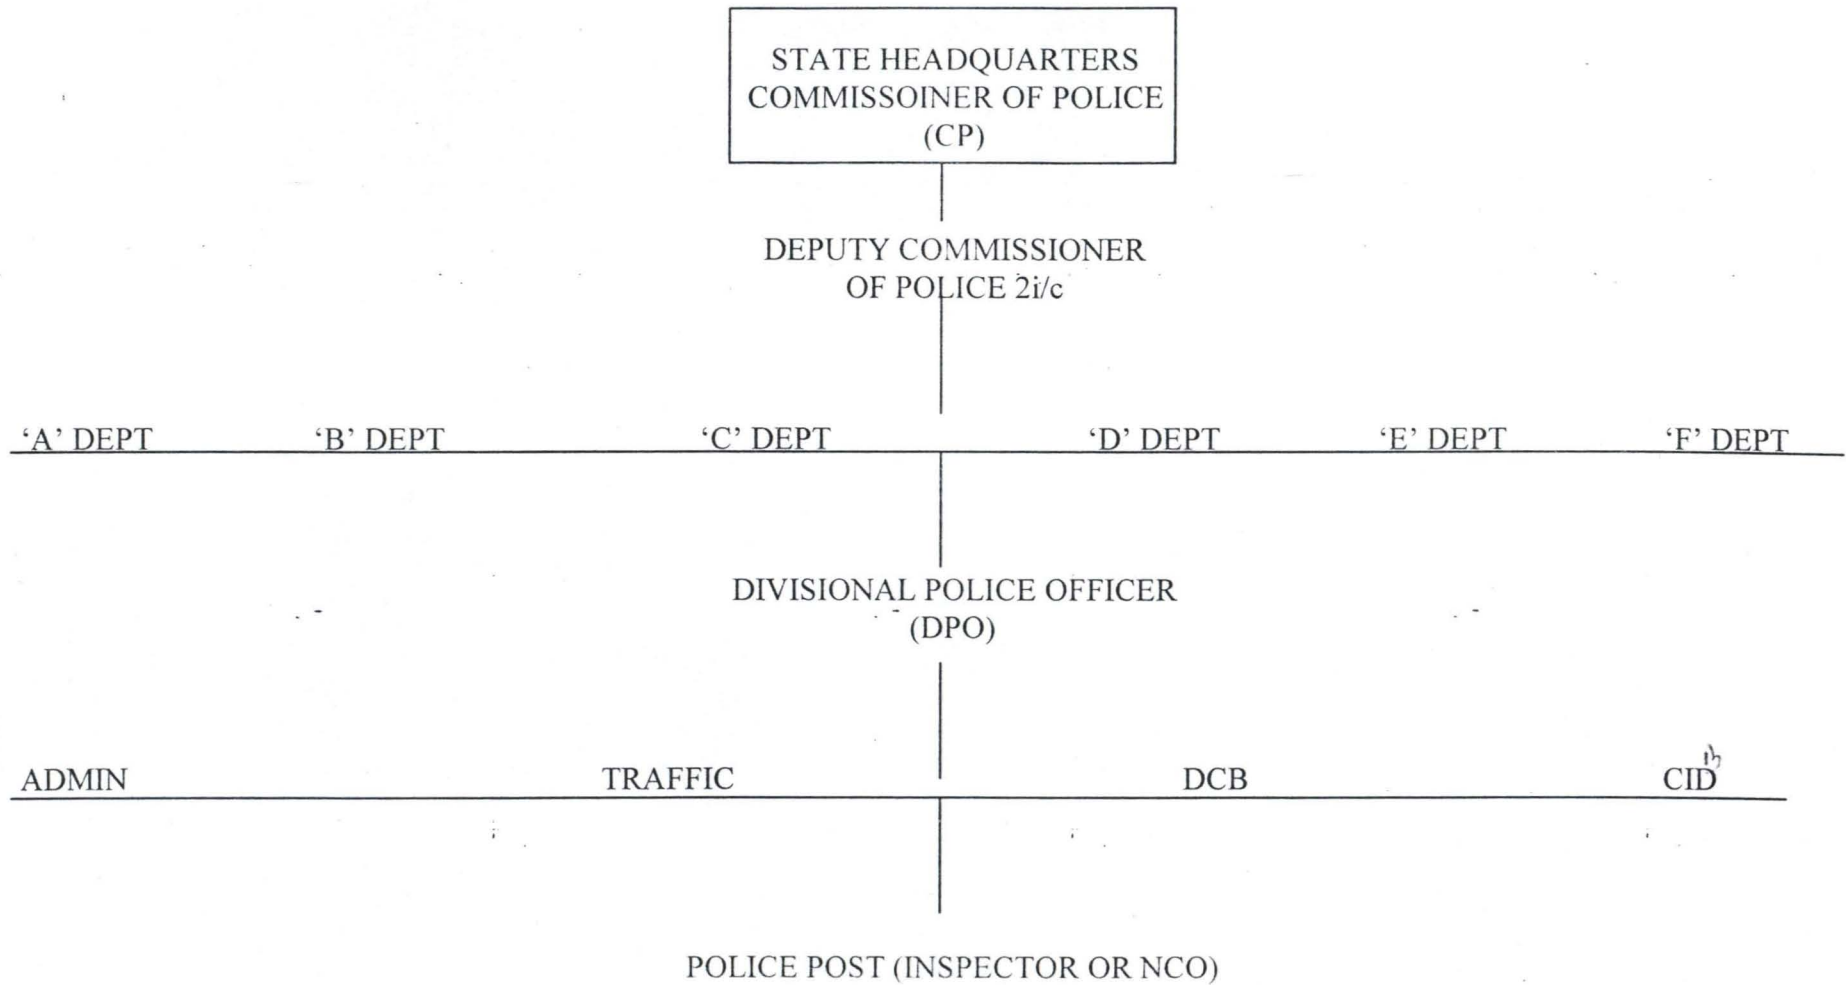 STATE HEADQUARTERS
COMMISSOINER OF POLICE
(CP)
DEPUTY COMMISSIONER
OF POLICE 2i/c
‘A’ DEPT ‘B’ DEPT ‘C’ DEPT ‘D’ DEPT ‘E’ DEPT ‘F’ DEPT
DIVISIONAL POLICE OFFICER
(DPO)
ADMIN TRAFFIC DCB CID
POLICE POST (INSPECTOR OR NCO)